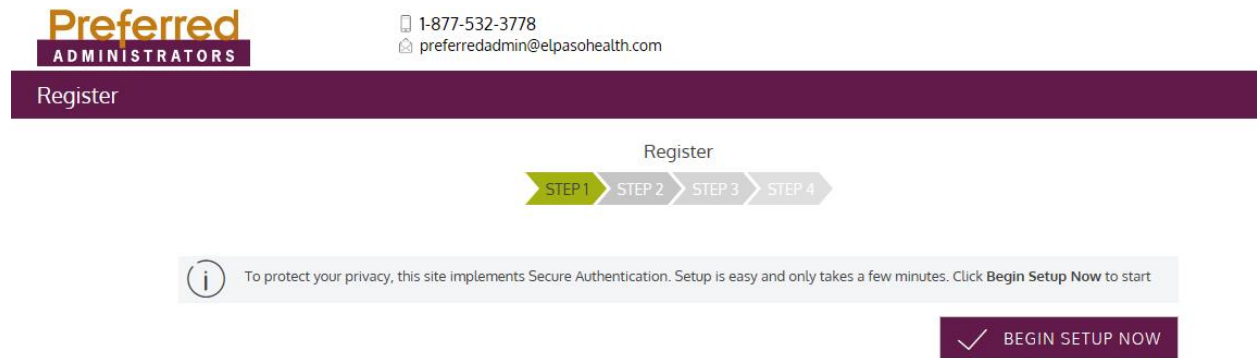 Preferred
ADMINISTRATORS
1-877-532-3778
preferredadmin@elpasohealth.com
Register
Register
STEP 1 STEP 2 STEP 3 STEP 4
To protect your privacy, this site implements Secure Authentication. Setup is easy and only takes a few minutes. Click Begin Setup Now to start
BEGIN SETUP NOW